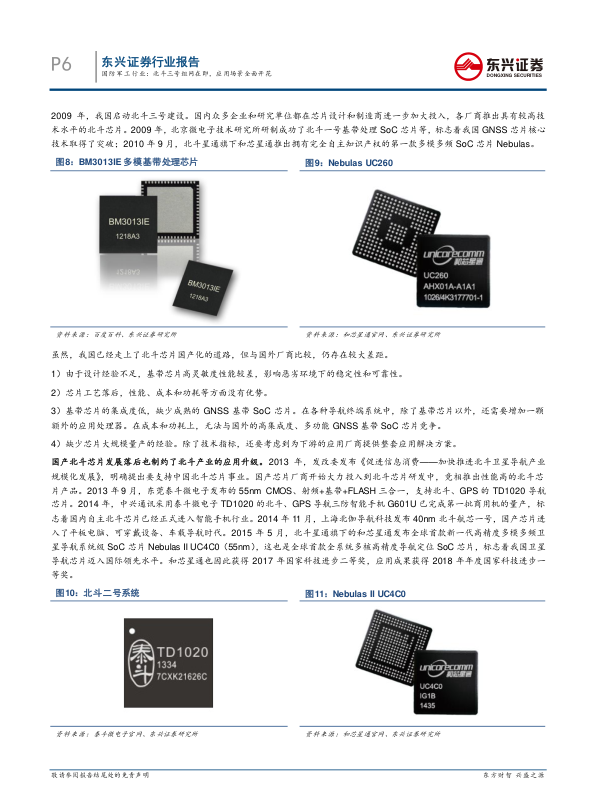 P6
东兴证券行业报告
国防军工行业:北斗三号组网在即,应用场景全面开花
东兴证券
DONGXING SECURITIES
2009 年,我国启动北斗三号建设。国内众多企业和研究单位都在芯片设计和制造商进一步加大投入,各厂商推出具有较高技
术水平的北斗芯片。2009 年,北京微电子技术研究所研制成功了北斗一号基带处理 SoC 芯片等,标志着我国 GNSS 芯片核心
技术取得了突破;2010 年 9 月,北斗星通旗下和芯星通推出拥有完全自主知识产权的第一款多模多频 SoC 芯片 Nebulas。
图8:BM3013IE 多模基带处理芯片
图9:Nebulas UC260
BM3013IE
1218A3
BM3013IE
1218A3
unicorecomm
和芯星通
UC260
AHX01A-A1A1
1026/4K3177701-1
资料来源:百度百科、东兴证券研究所
资料来源:和芯星通官网、东兴证券研究所
虽然,我国已经走上了北斗芯片国产化的道路,但与国外厂商比较,仍存在较大差距。
1)由于设计经验不足,基带芯片高灵敏度性能较差,影响恶劣环境下的稳定性和可靠性。
2)芯片工艺落后,性能、成本和功耗等方面没有优势。
3)基带芯片的集成度低,缺少成熟的 GNSS 基带 SoC 芯片。在各种导航终端系统中,除了基带芯片以外,还需要增加一颗
额外的应用处理器。在成本和功耗上,无法与国外的高集成度、多功能 GNSS 基带 SoC 芯片竞争。
4)缺少芯片大规模量产的经验。除了技术指标,还要考虑到为下游的应用厂商提供整套应用解决方案。
国产北斗芯片发展落后也制约了北斗产业的应用升级。2013 年,发改委发布《促进信息消费——加快推进北斗卫星导航产业
规模化发展》,明确提出要支持中国北斗芯片事业。国产芯片厂商开始大力投入到北斗芯片研发中,竞相推出性能高的北斗芯
片产品。2013 年 9 月,东莞泰斗微电子发布的 55nm CMOS、射频+基带+FLASH 三合一,支持北斗、GPS 的 TD1020 导航
芯片。2014 年,中兴通讯采用泰斗微电子 TD1020 的北斗、GPS 导航三防智能手机 G601U 已完成第一批商用机的量产,标
志着国内自主北斗芯片已经正式进入智能手机行业。2014 年 11 月,上海北伽导航科技发布 40nm 北斗航芯一号,国产芯片进
入了平板电脑、可穿戴设备、车载导航时代。2015 年 5 月,北斗星通旗下的和芯星通发布全球首款新一代高精度多模多频卫
星导航系统级 SoC 芯片 Nebulas II UC4C0(55nm),这也是全球首款全系统多核高精度导航定位 SoC 芯片,标志着我国卫星
导航芯片迈入国际领先水平。和芯星通也因此获得 2017 年国家科技进步二等奖,应用成果获得 2018 年年度国家科技进步一
等奖。
图10:北斗二号系统
图11:Nebulas II UC4C0
泰斗
TD1020
1334
7CXK21626C
unicorecomm
和芯星通
UC4C0
IG1B
1435
资料来源:泰斗微电子官网、东兴证券研究所
资料来源:和芯星通官网、东兴证券研究所
敬请参阅报告结尾处的免责声明
东方财智 兴盛之源